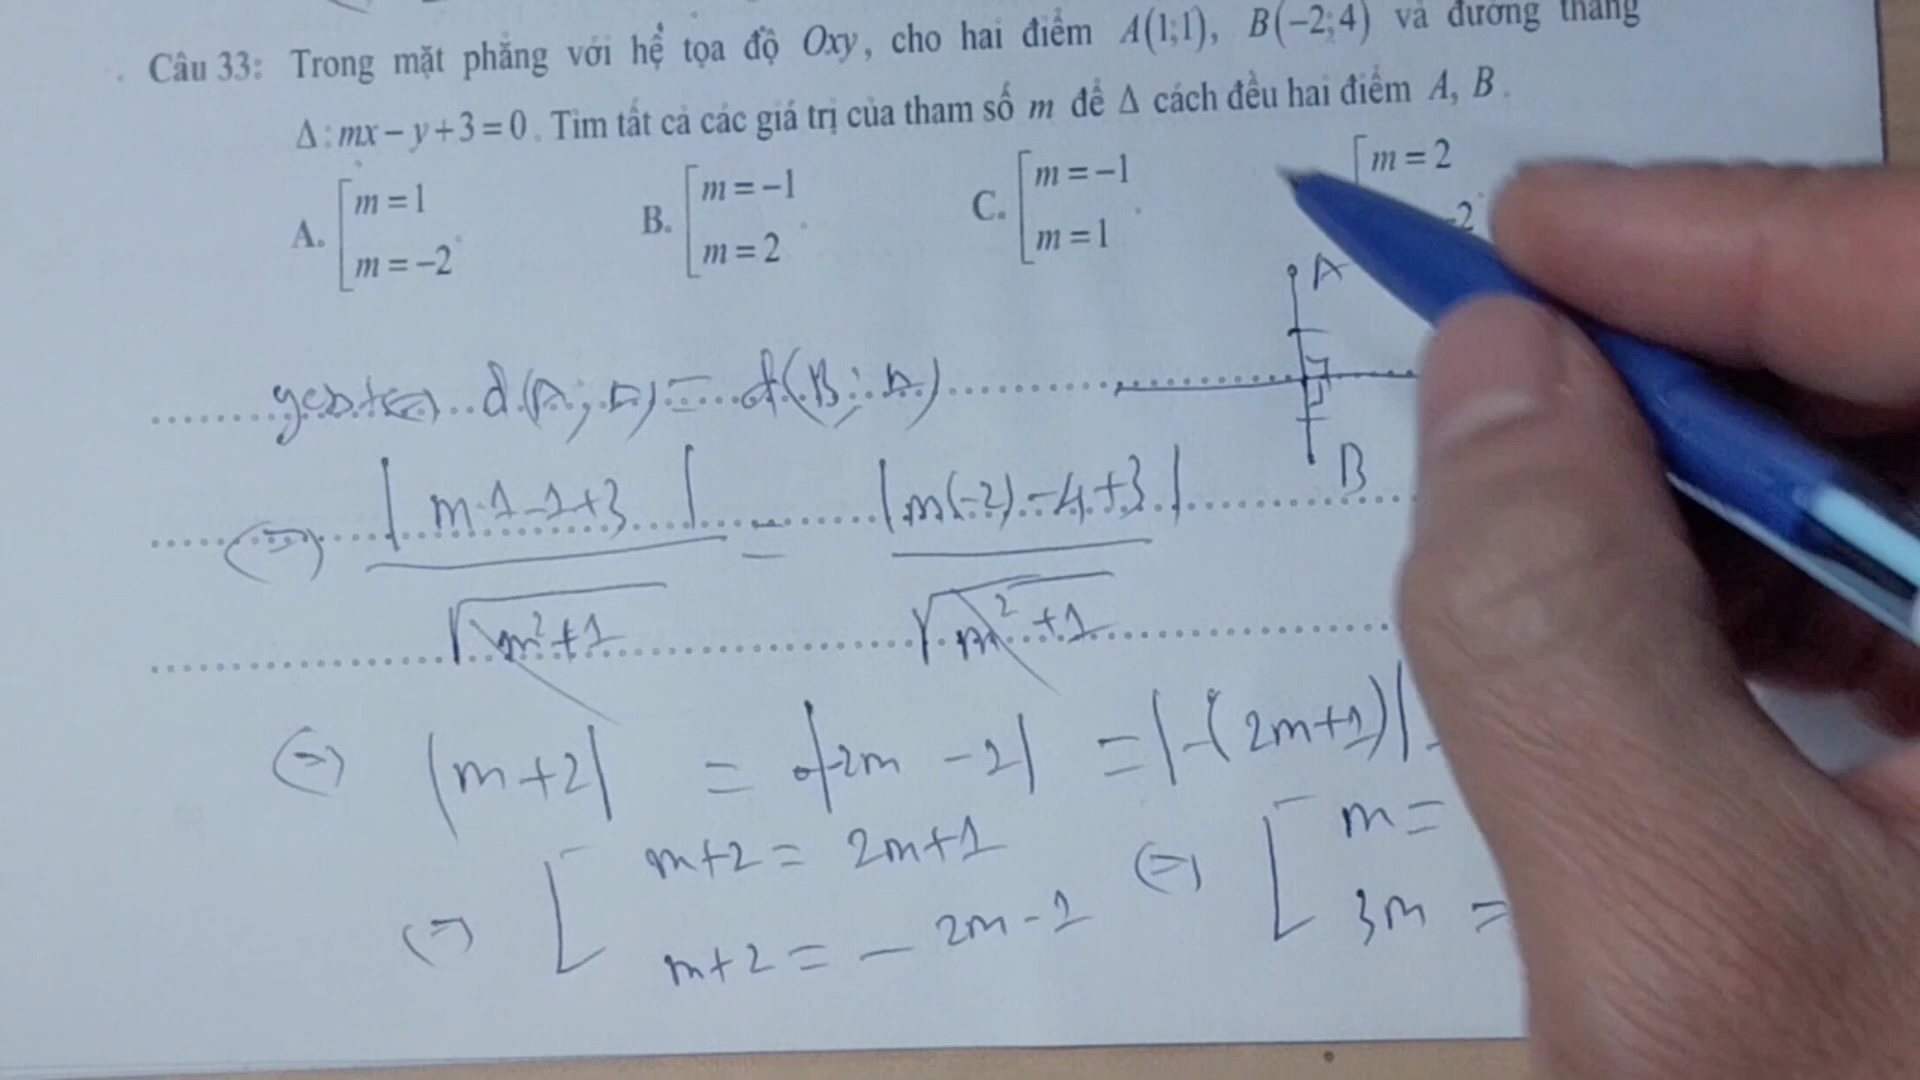 Câu 33: Trong mặt phẳng với hệ tọa độ Oxy, cho hai điểm A(1;1), B(−2;4) và đường thẳng
Δ: mx − y + 3 = 0. Tìm tất cả các giá trị của tham số m để Δ cách đều hai điểm A, B.
A. [ m = 1
m = −2
B. [ m = −1
m = 2
C. [ m = −1
m = 1
[ m = 2
−2
A
B
d(A; Δ) = d(B; Δ)
(=) |m·1−1+3| / √(m²+1) = |m(−2)−4+3| / √(m²+1)
(=) |m+2| = |−2m −2| = |−(2m+1)|
(=) [ m+2 = 2m+1
m+2 = −2m−1
(=) [ m =
3m =